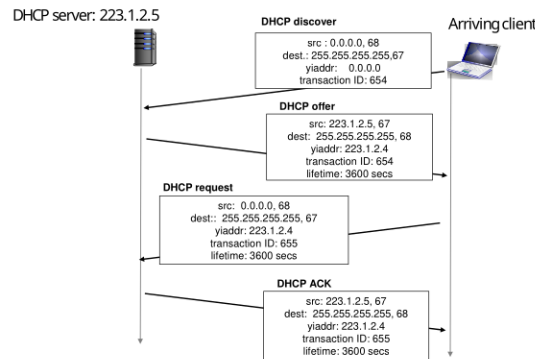 DHCP server: 223.1.2.5
DHCP discover
Arriving client
src : 0.0.0.0, 68
dest.: 255.255.255.255,67
yiaddr: 0.0.0.0
transaction ID: 654
DHCP offer
src: 223.1.2.5, 67
dest: 255.255.255.255, 68
yiaddr: 223.1.2.4
transaction ID: 654
lifetime: 3600 secs
DHCP request
src: 0.0.0.0, 68
dest:: 255.255.255.255, 67
yiaddr: 223.1.2.4
transaction ID: 655
lifetime: 3600 secs
DHCP ACK
src: 223.1.2.5, 67
dest: 255.255.255.255, 68
yiaddr: 223.1.2.4
transaction ID: 655
lifetime: 3600 secs